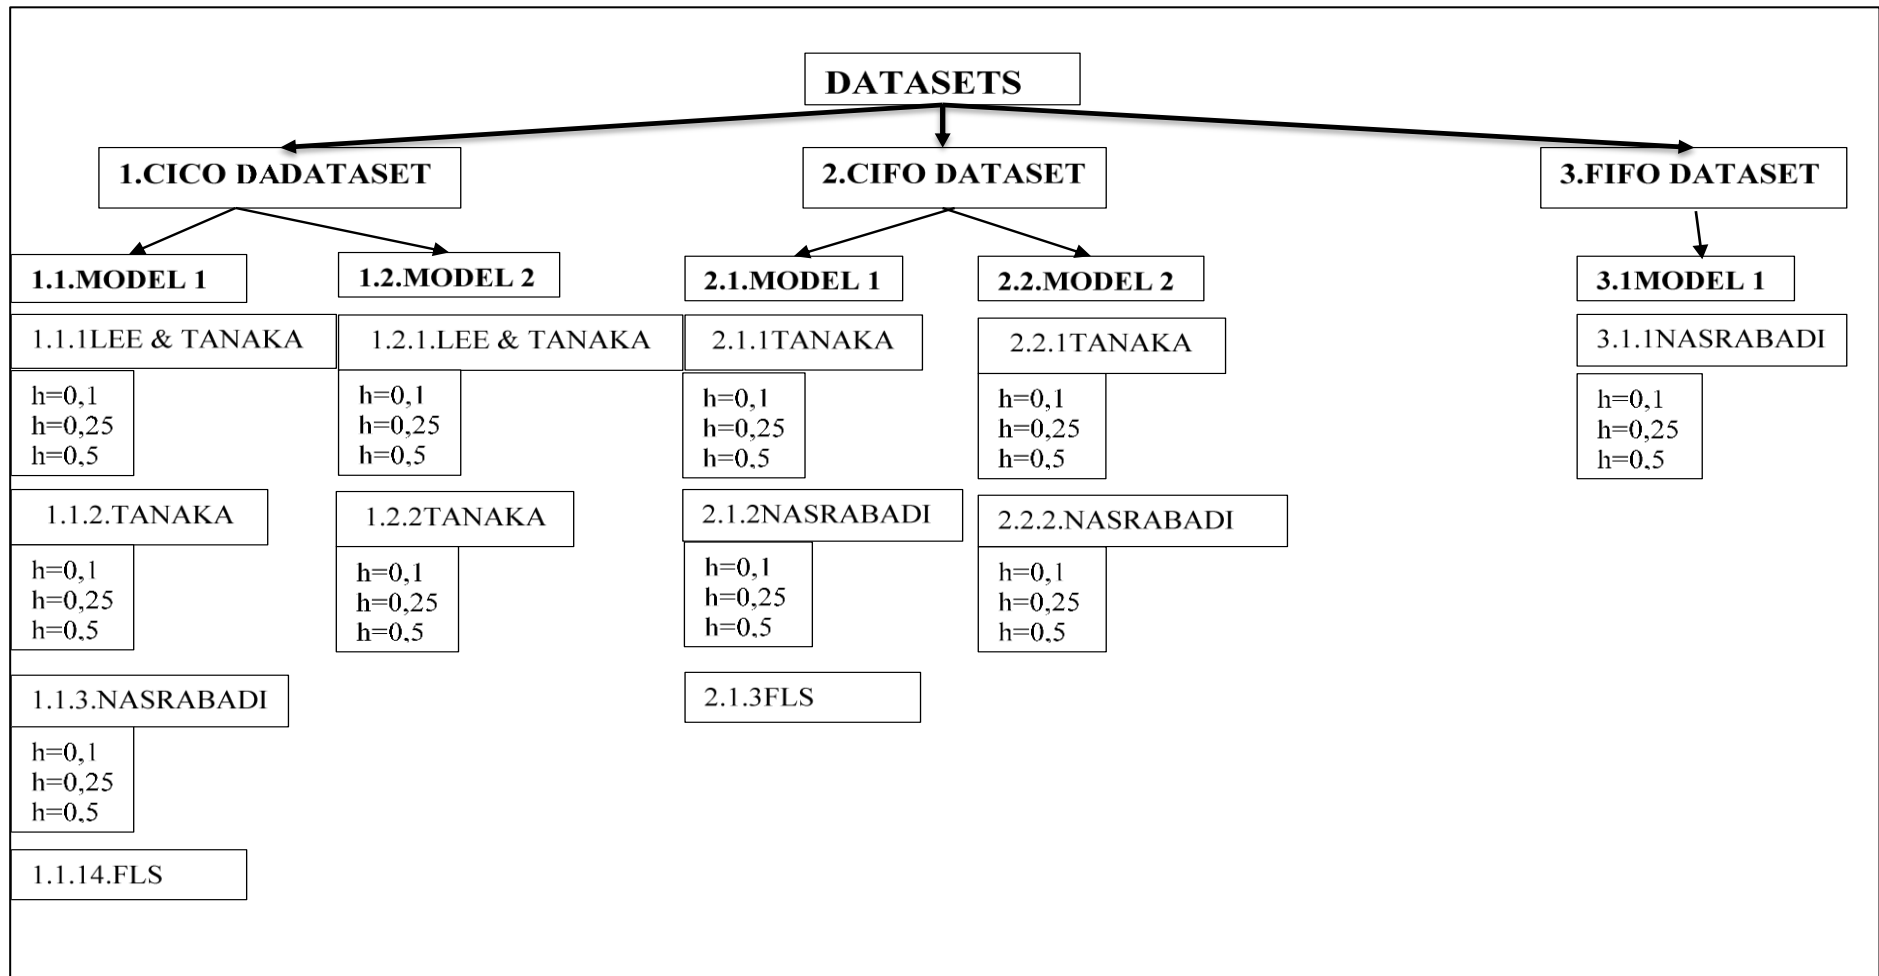 DATASETS
1.CICO DADATASET
2.CIFO DATASET
3.FIFO DATASET
1.1.MODEL 1
1.1.1LEE & TANAKA
h=0,1
h=0,25
h=0,5
1.1.2.TANAKA
h=0,1
h=0,25
h=0,5
1.1.3.NASRABADI
h=0,1
h=0,25
h=0,5
1.1.14.FLS
1.2.MODEL 2
1.2.1.LEE & TANAKA
h=0,1
h=0,25
h=0,5
1.2.2TANAKA
h=0,1
h=0,25
h=0,5
2.1.MODEL 1
2.1.1TANAKA
h=0,1
h=0,25
h=0,5
2.1.2NASRABADI
h=0,1
h=0,25
h=0,5
2.1.3FLS
2.2.MODEL 2
2.2.1TANAKA
h=0,1
h=0,25
h=0,5
2.2.2.NASRABADI
h=0,1
h=0,25
h=0,5
3.1MODEL 1
3.1.1NASRABADI
h=0,1
h=0,25
h=0,5